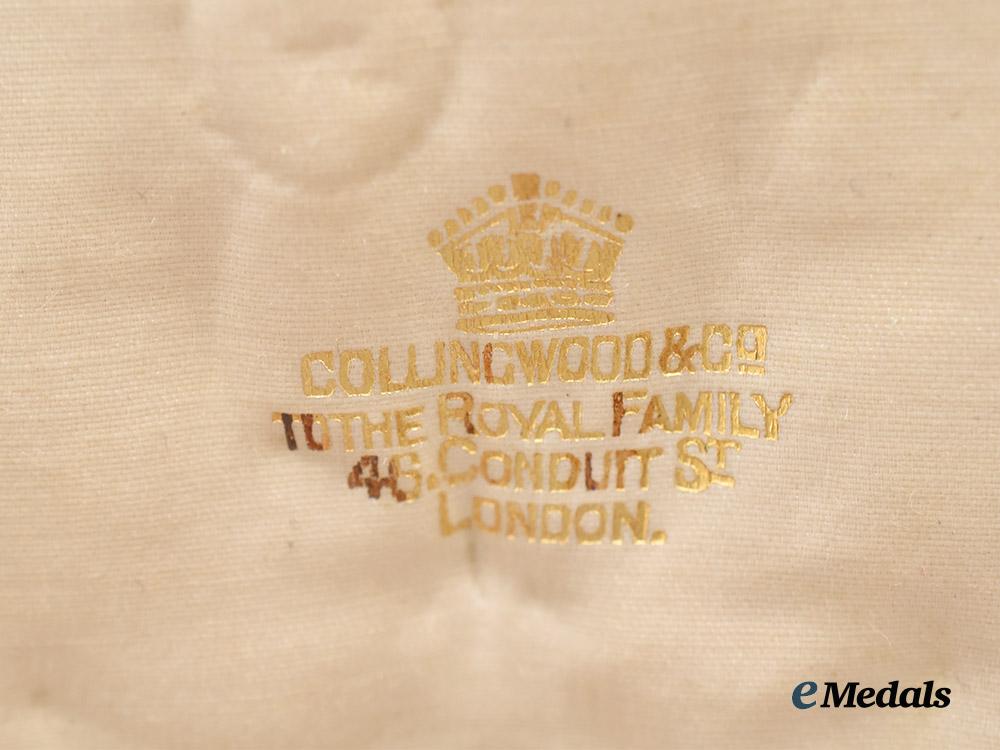 COLLINGWOOD & Co
TO THE ROYAL FAMILY
46. CONDUIT ST
LONDON.
eMedals